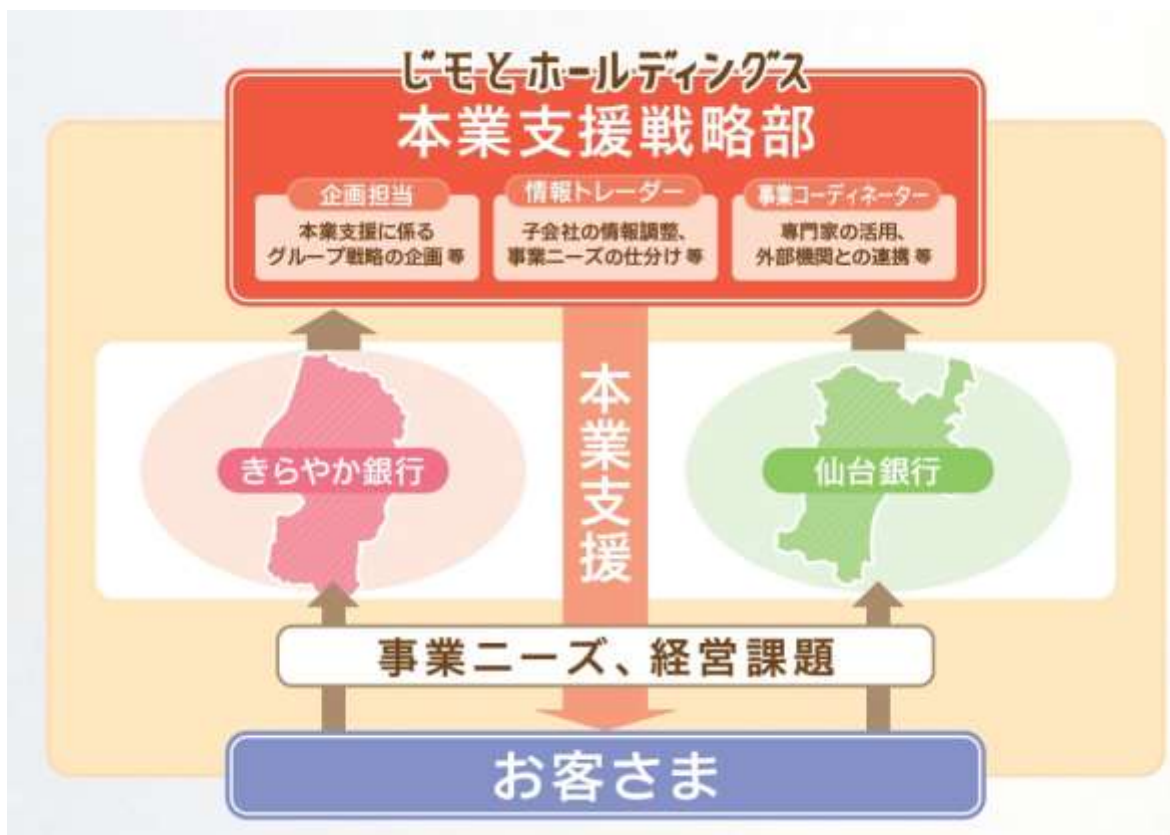 じモとホールディングス
本業支援戦略部
企画担当
本業支援に係る
グループ戦略の企画 等
情報トレーダー
子会社の情報調整、
事業ニーズの仕分け 等
事業コーディネーター
専門家の活用、
外部機関との連携 等
きらやか銀行
本業支援
仙台銀行
事業ニーズ、経営課題
お客さま